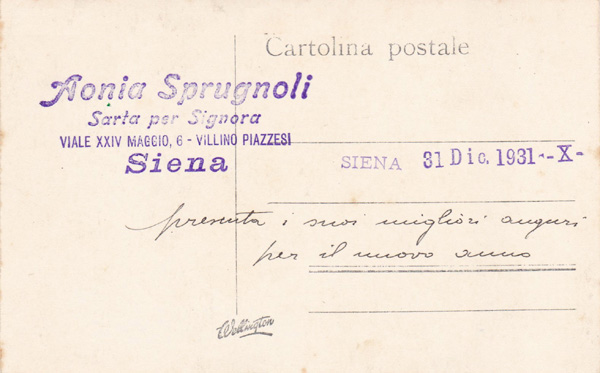 Cartolina postale
Aonia Sprugnoli
Sarta per Signora
VIALE XXIV MAGGIO, 6 - VILLINO PIAZZESI
Siena
SIENA 31 Dic. 1931 - -X-
presenta i suoi migliori auguri
per il nuovo anno
Wellington